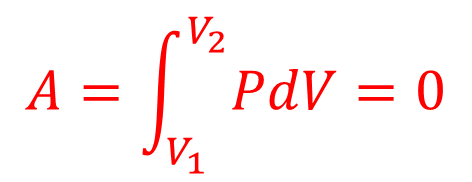 A = ∫_{V₁}^{V₂} PdV = 0